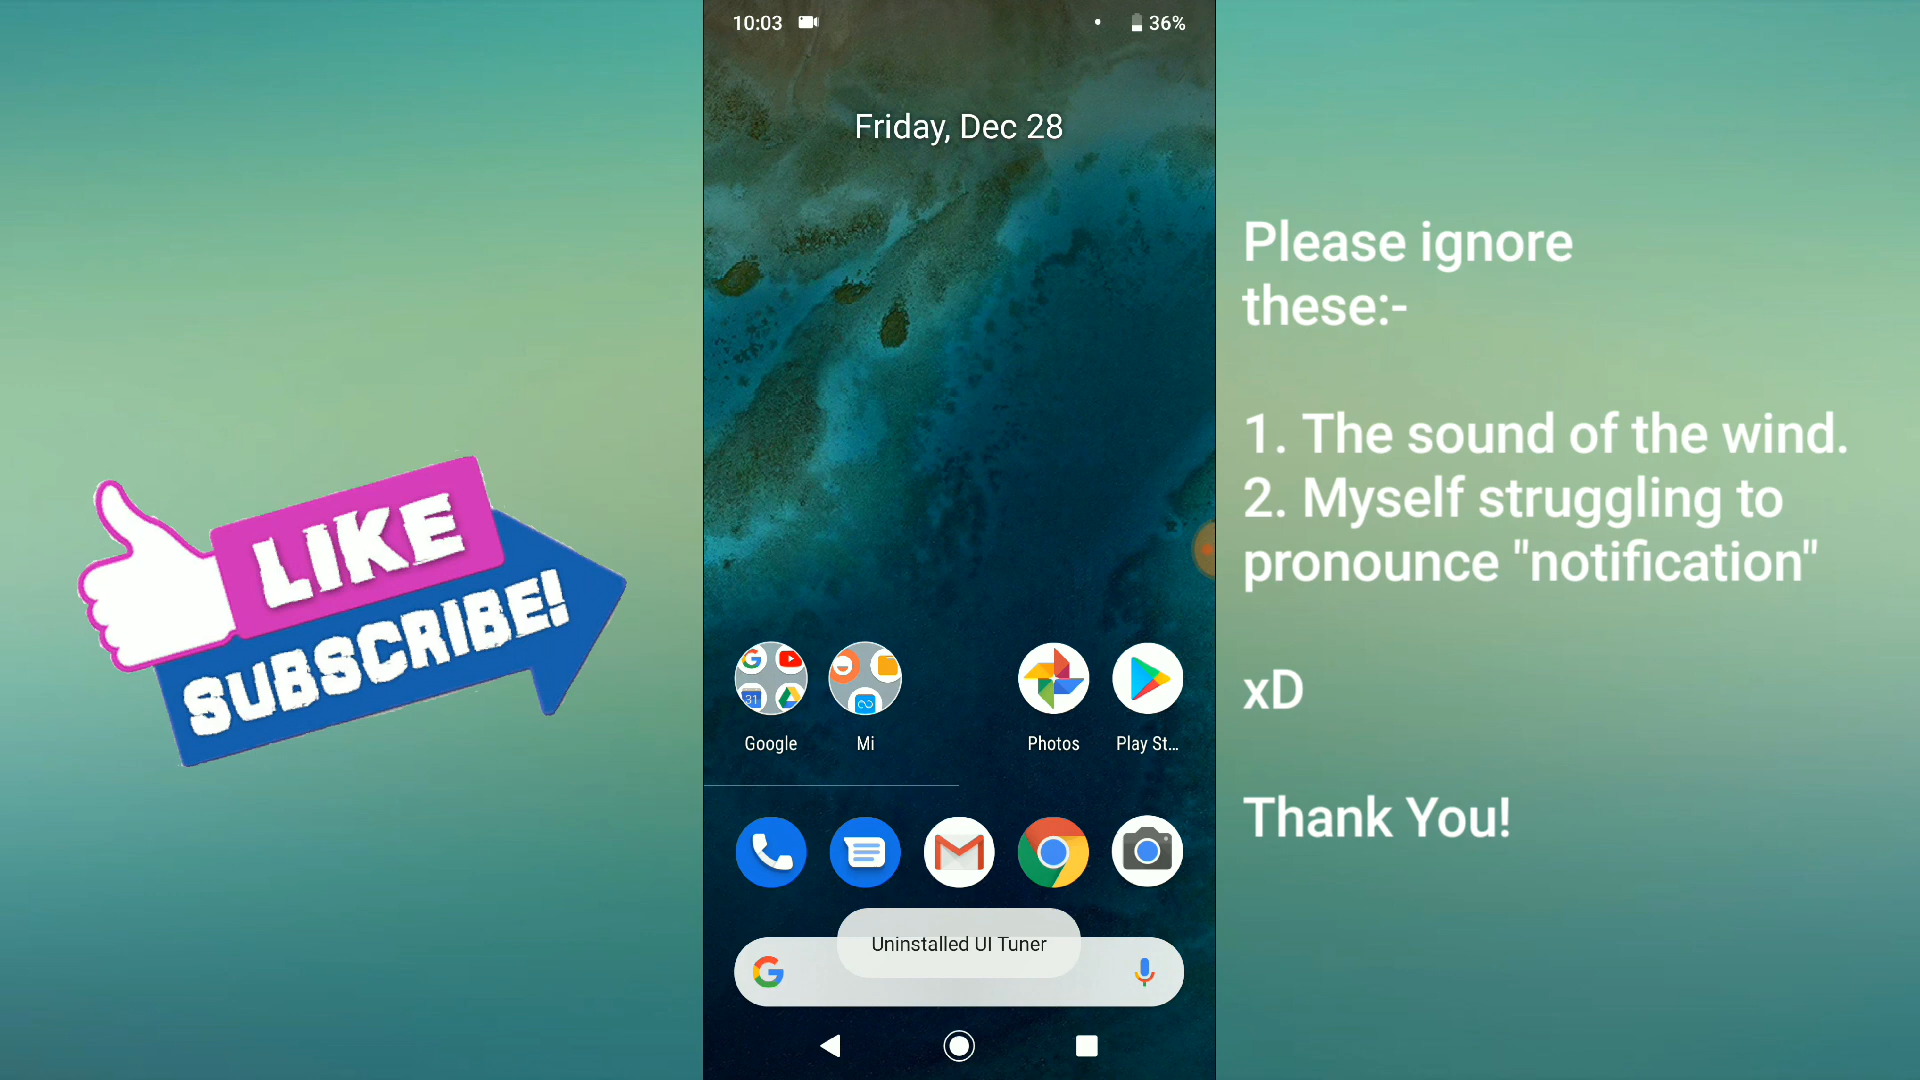 10:03
36%
Friday, Dec 28
LIKE
SUBSCRIBE!
Please ignore
these:-
1. The sound of the wind.
2. Myself struggling to
pronounce "notification"
xD
Thank You!
31
Google
Mi
Photos
Play St...
Uninstalled UI Tuner